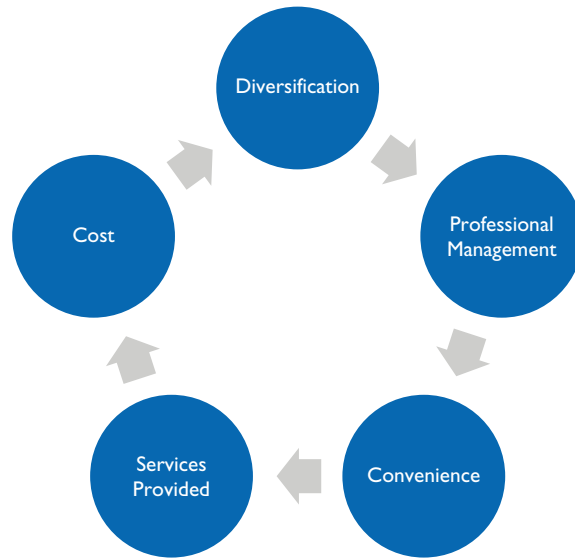 Diversification
Professional
Management
Convenience
Services
Provided
Cost